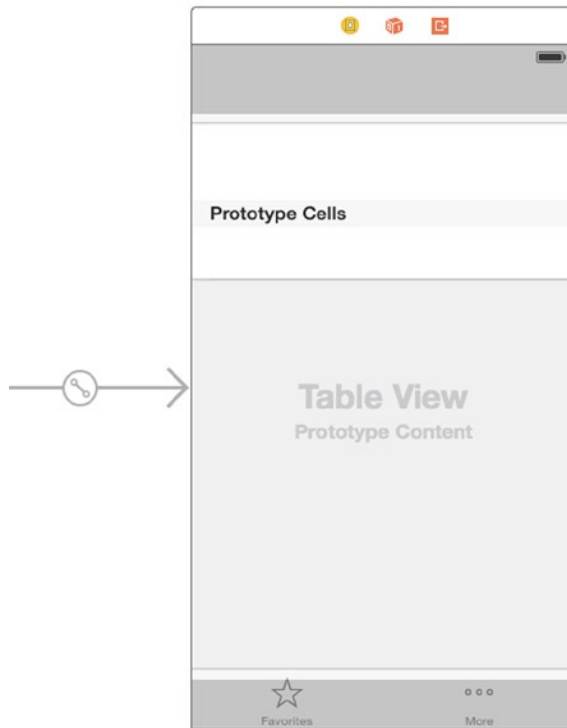 Prototype Cells
Table View
Prototype Content
Favorites
More